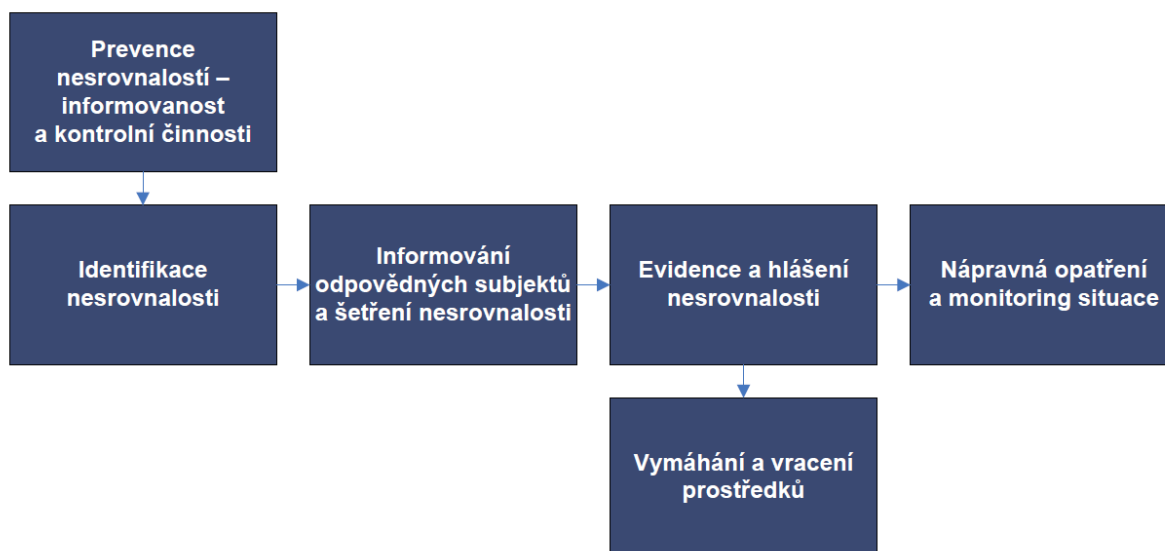 Prevence
nesrovnalostí –
informovanost
a kontrolní činnosti
Identifikace
nesrovnalosti
Informování
odpovědných subjektů
a šetření nesrovnalosti
Evidence a hlášení
nesrovnalosti
Nápravná opatření
a monitoring situace
Vymáhání a vracení
prostředků